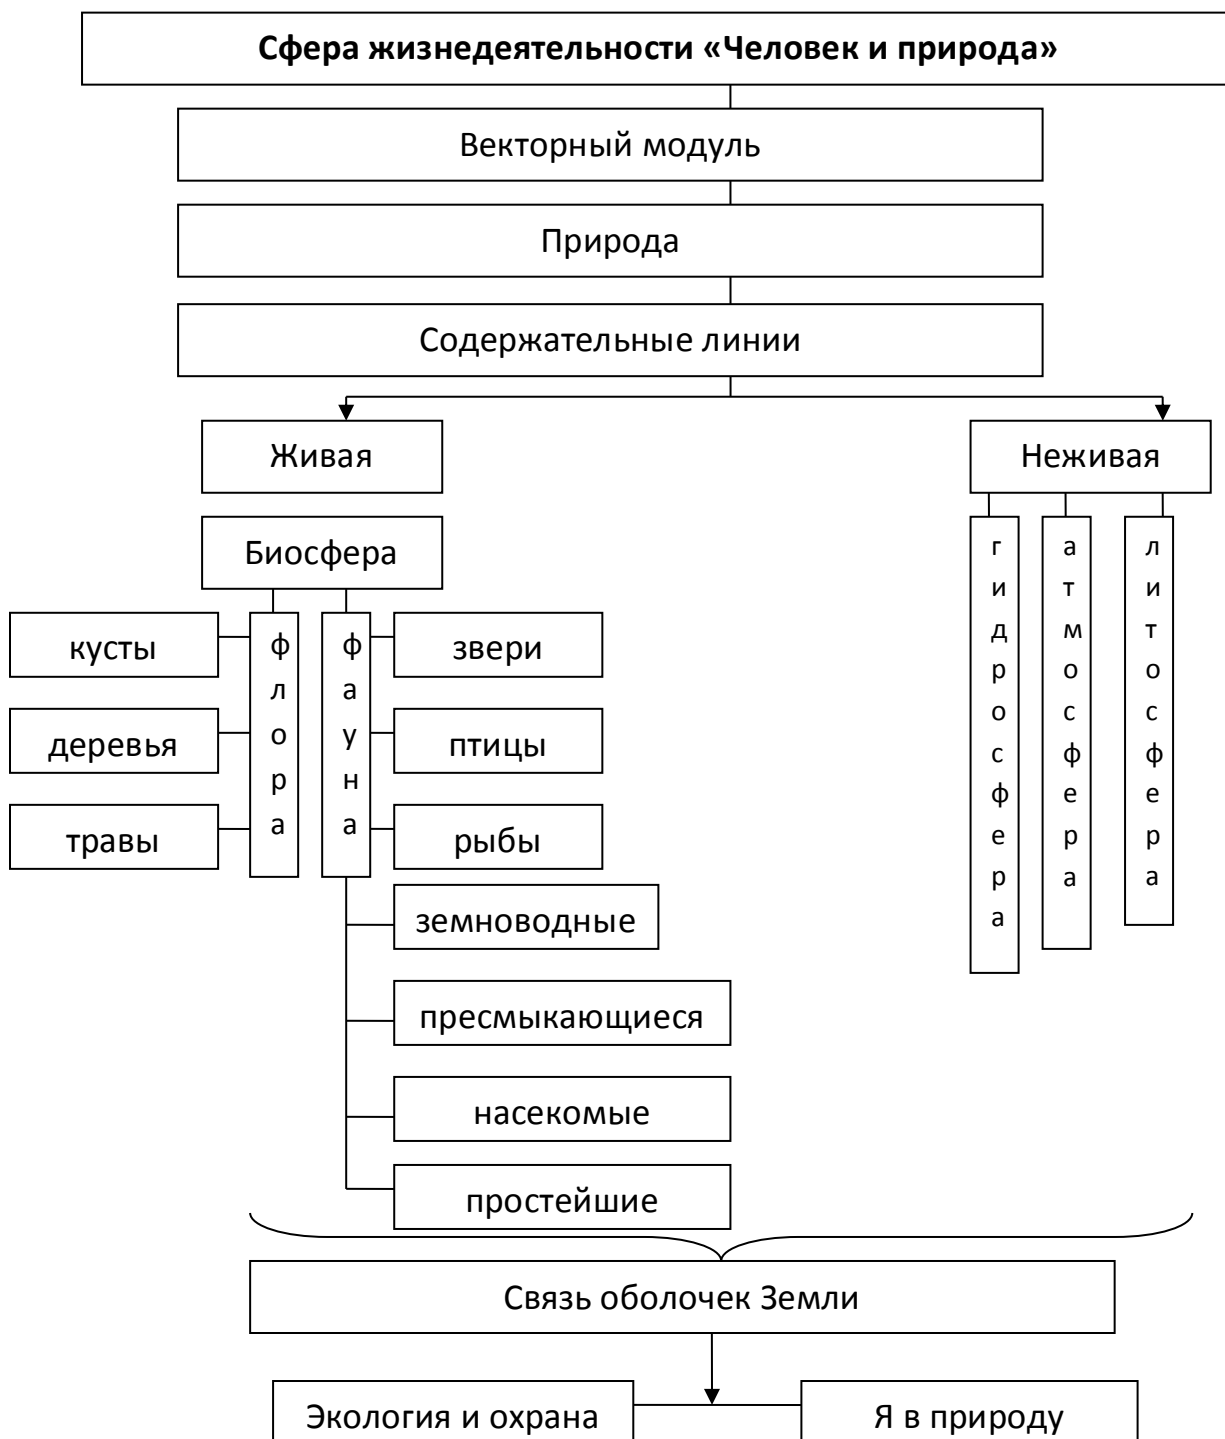 Сфера жизнедеятельности «Человек и природа»
Векторный модуль
Природа
Содержательные линии
Живая
Неживая
Биосфера
флора
фауна
гидросфера
атмосфера
литосфера
кусты
деревья
травы
звери
птицы
рыбы
земноводные
пресмыкающиеся
насекомые
простейшие
Связь оболочек Земли
Экология и охрана
Я в природу